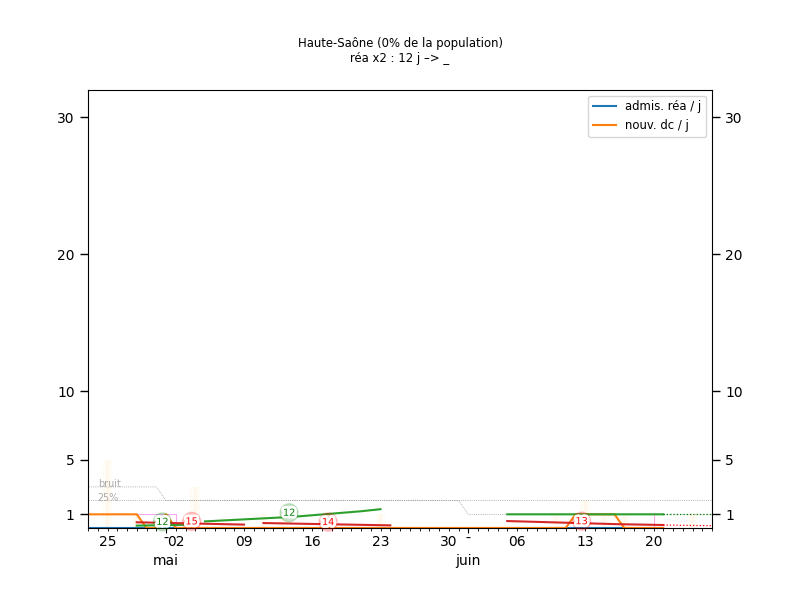 Haute-Saône (0% de la population)
réa x2 : 12 j –> _
admis. réa / j
nouv. dc / j
30 30
20 20
10 10
5 5
1 1
bruit
25%
12 15 12 14 13
25 02 09 16 23 30 06 13 20
mai juin